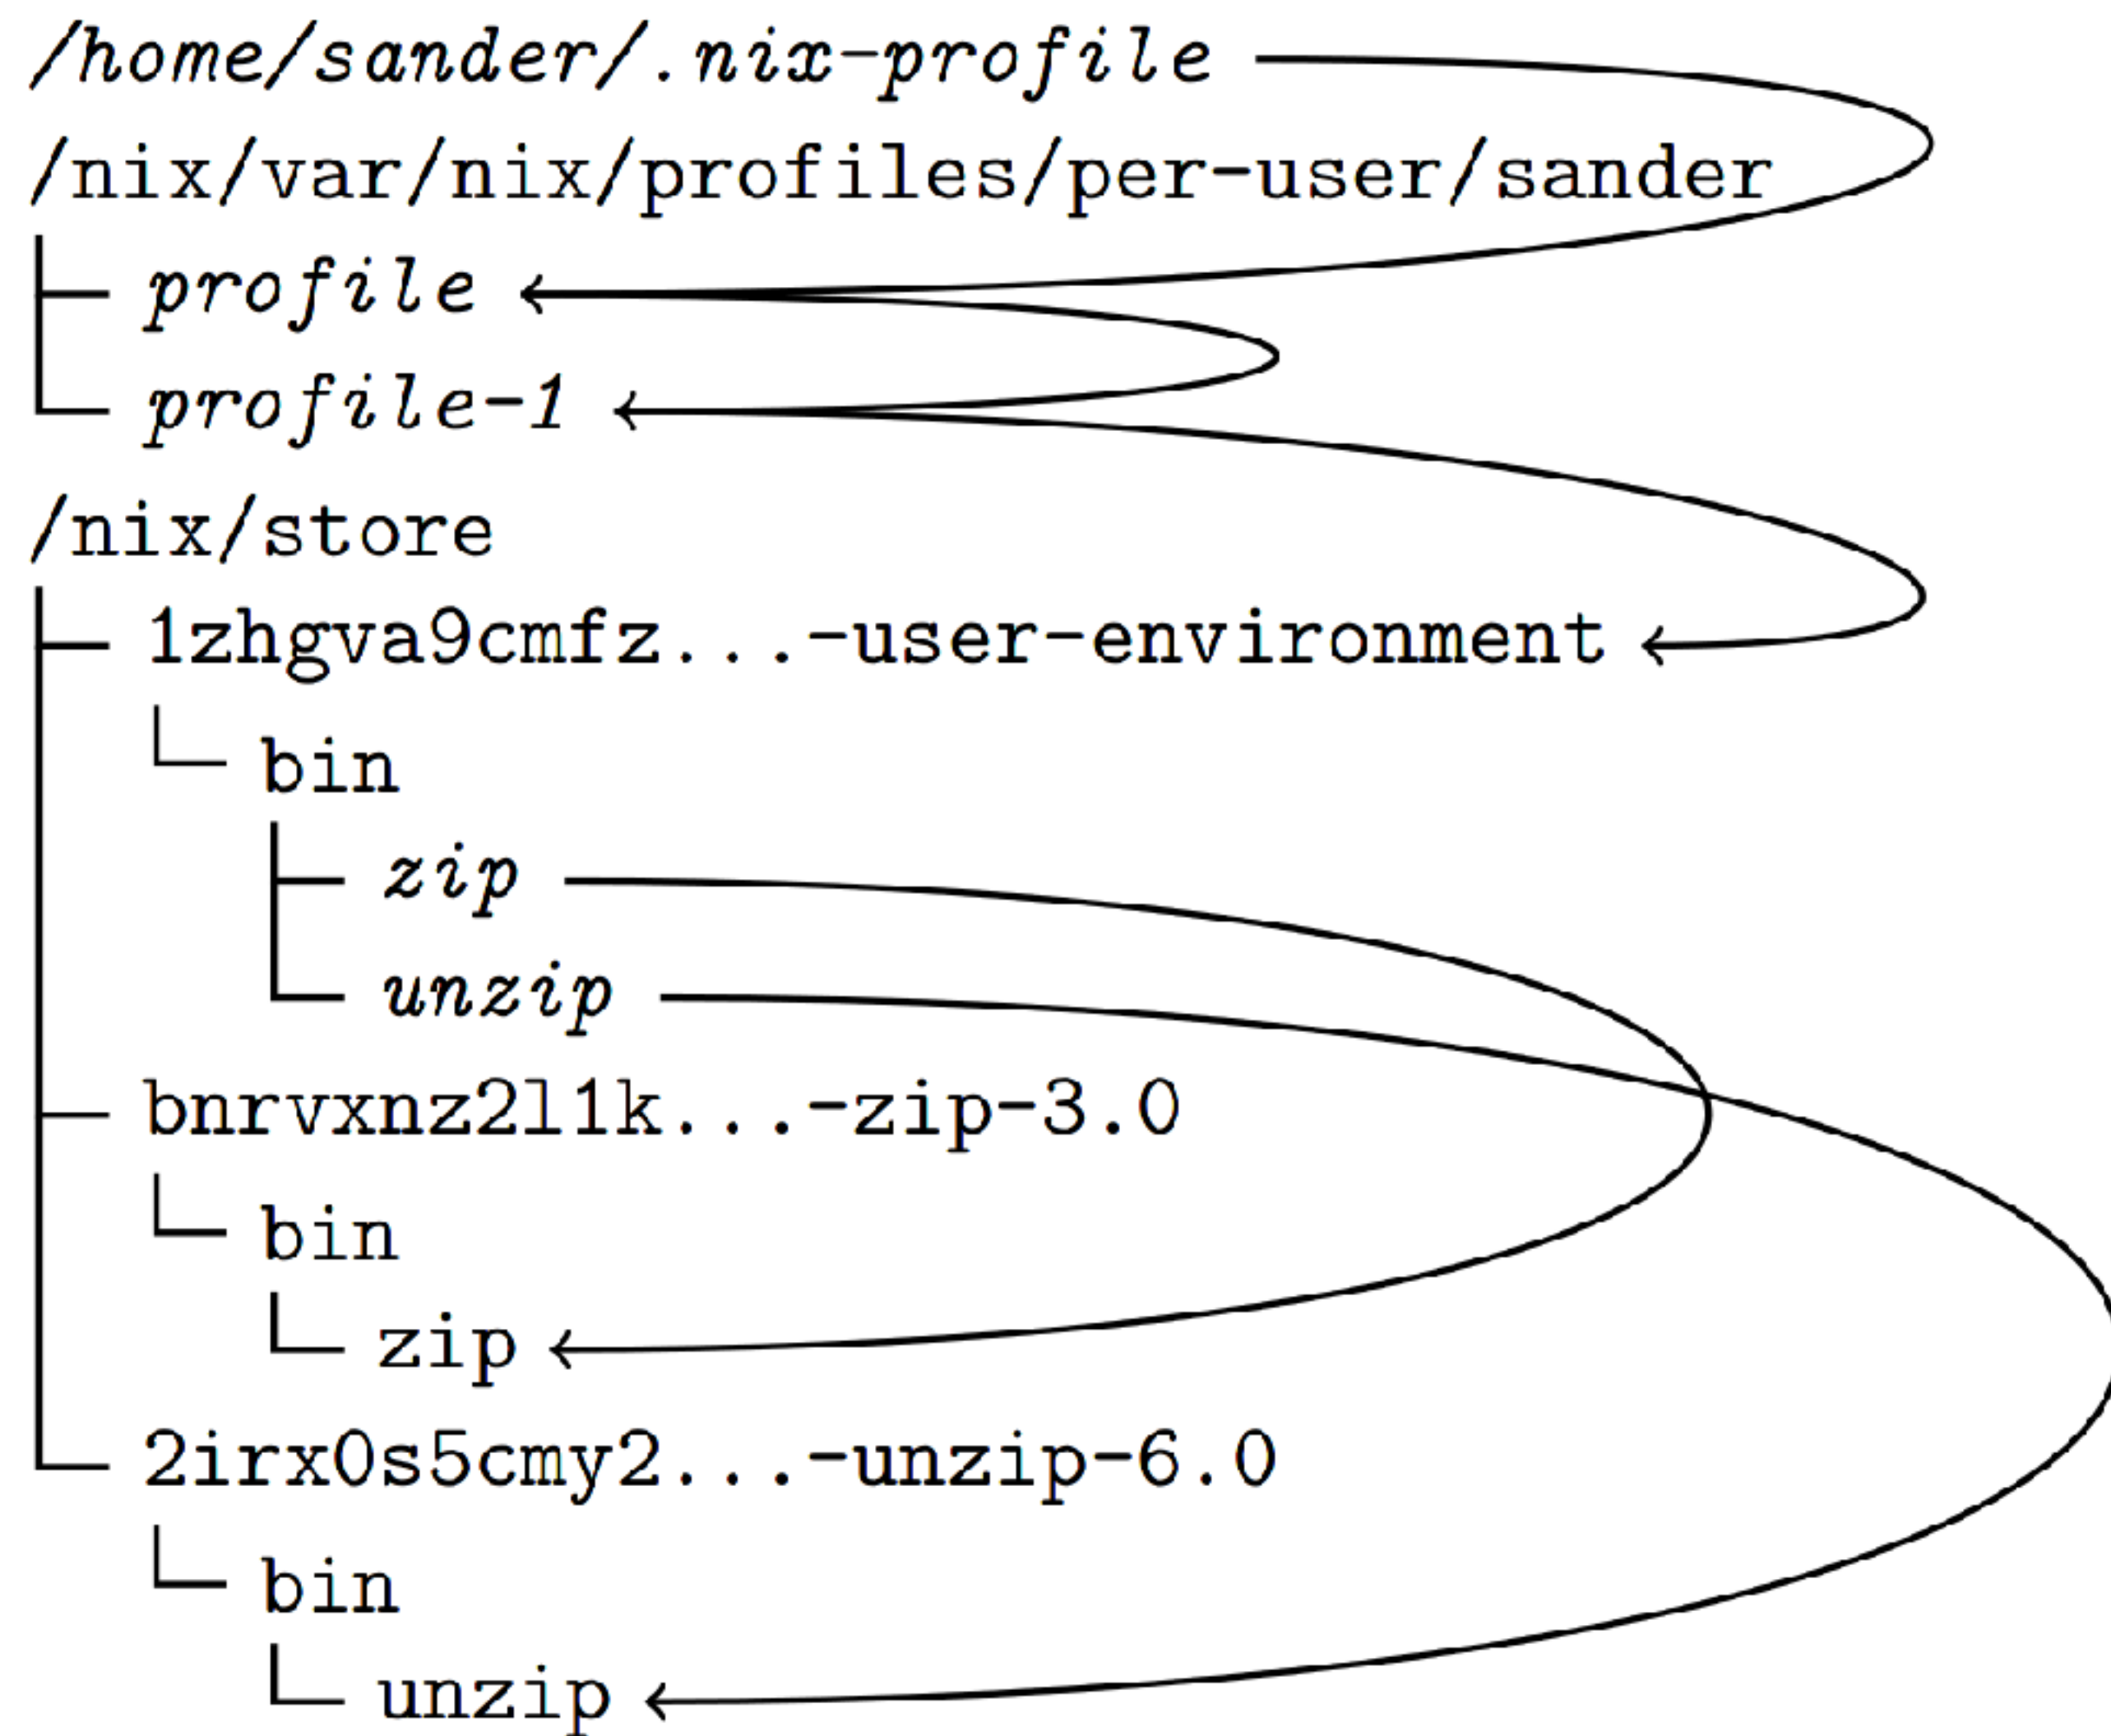 /home/sander/.nix-profile
/nix/var/nix/profiles/per-user/sander
profile
profile-1
/nix/store
1zhgva9cmfz...-user-environment
bin
zip
unzip
bnrvxnz2l1k...-zip-3.0
bin
zip
2irx0s5cmy2...-unzip-6.0
bin
unzip